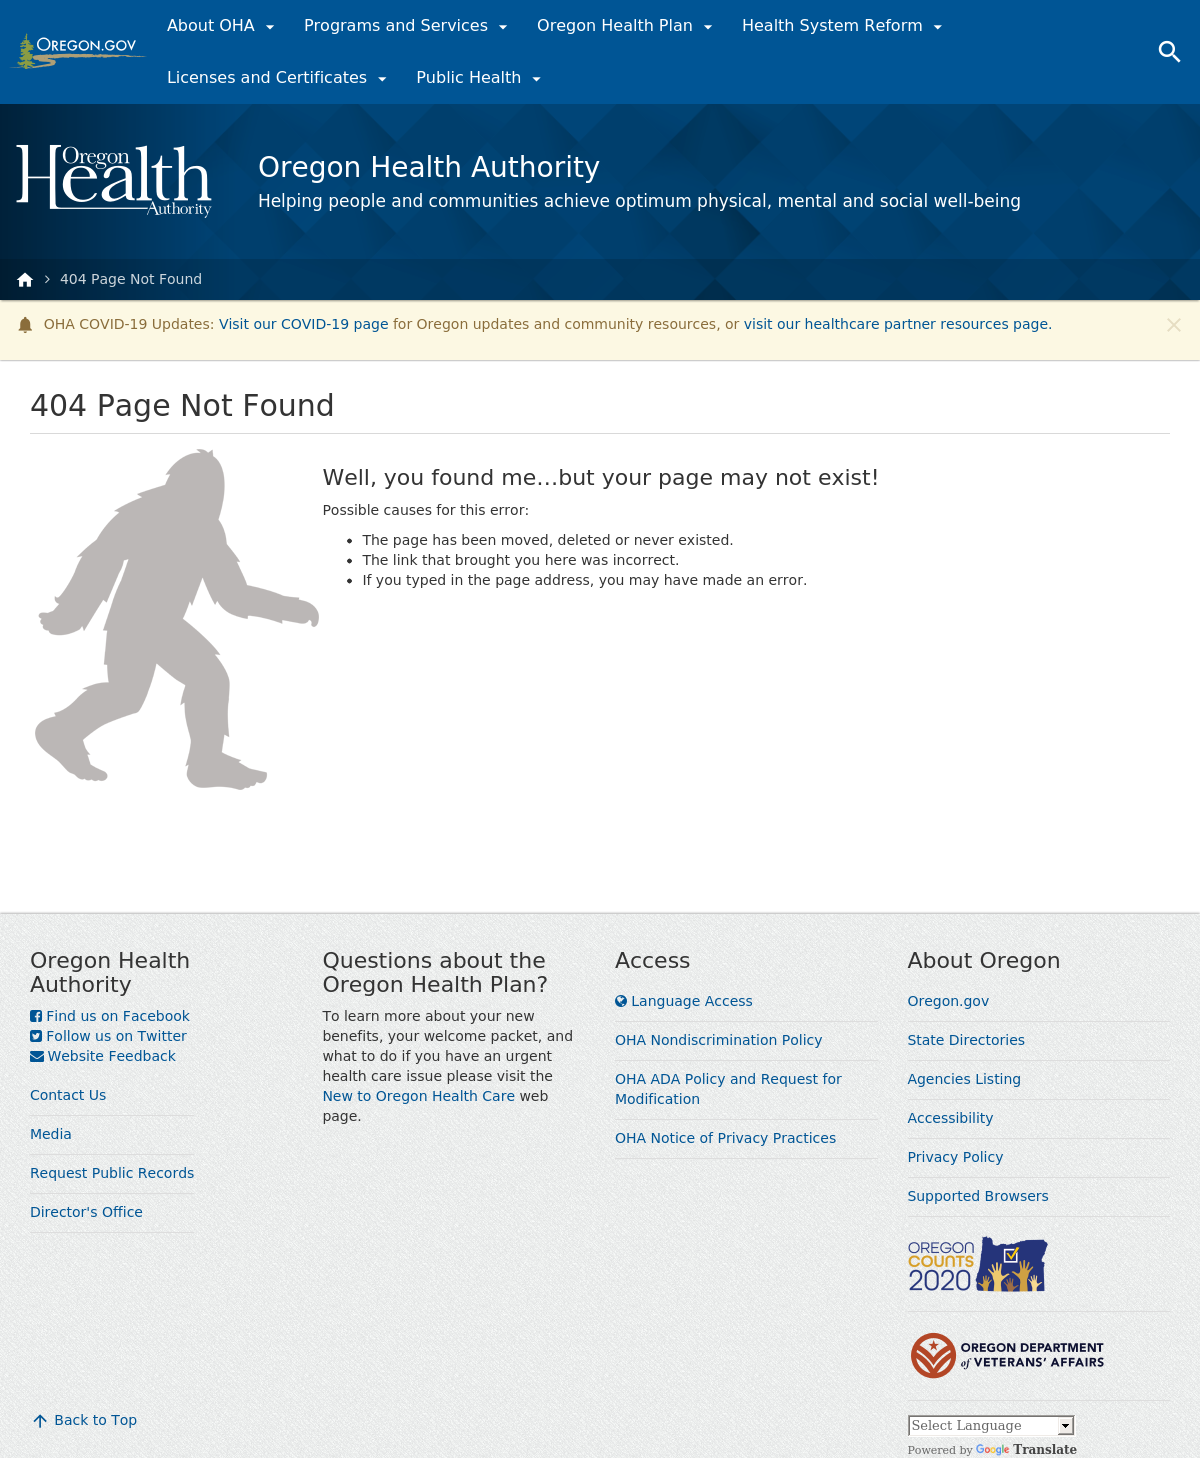 OREGON.GOV
About OHA
Programs and Services
Oregon Health Plan
Health System Reform
Licenses and Certificates
Public Health
Oregon
Health
Authority
Oregon Health Authority
Helping people and communities achieve optimum physical, mental and social well-being
404 Page Not Found
OHA COVID-19 Updates: Visit our COVID-19 page for Oregon updates and community resources, or visit our healthcare partner resources page.
404 Page Not Found
Well, you found me...but your page may not exist!
Possible causes for this error:
• The page has been moved, deleted or never existed.
• The link that brought you here was incorrect.
• If you typed in the page address, you may have made an error.
Oregon Health
Authority
Find us on Facebook
Follow us on Twitter
Website Feedback
Contact Us
Media
Request Public Records
Director's Office
Questions about the
Oregon Health Plan?
To learn more about your new
benefits, your welcome packet, and
what to do if you have an urgent
health care issue please visit the
New to Oregon Health Care web
page.
Access
Language Access
OHA Nondiscrimination Policy
OHA ADA Policy and Request for
Modification
OHA Notice of Privacy Practices
About Oregon
Oregon.gov
State Directories
Agencies Listing
Accessibility
Privacy Policy
Supported Browsers
OREGON
COUNTS
2020
OREGON DEPARTMENT
of VETERANS' AFFAIRS
Select Language
Powered by Google Translate
Back to Top